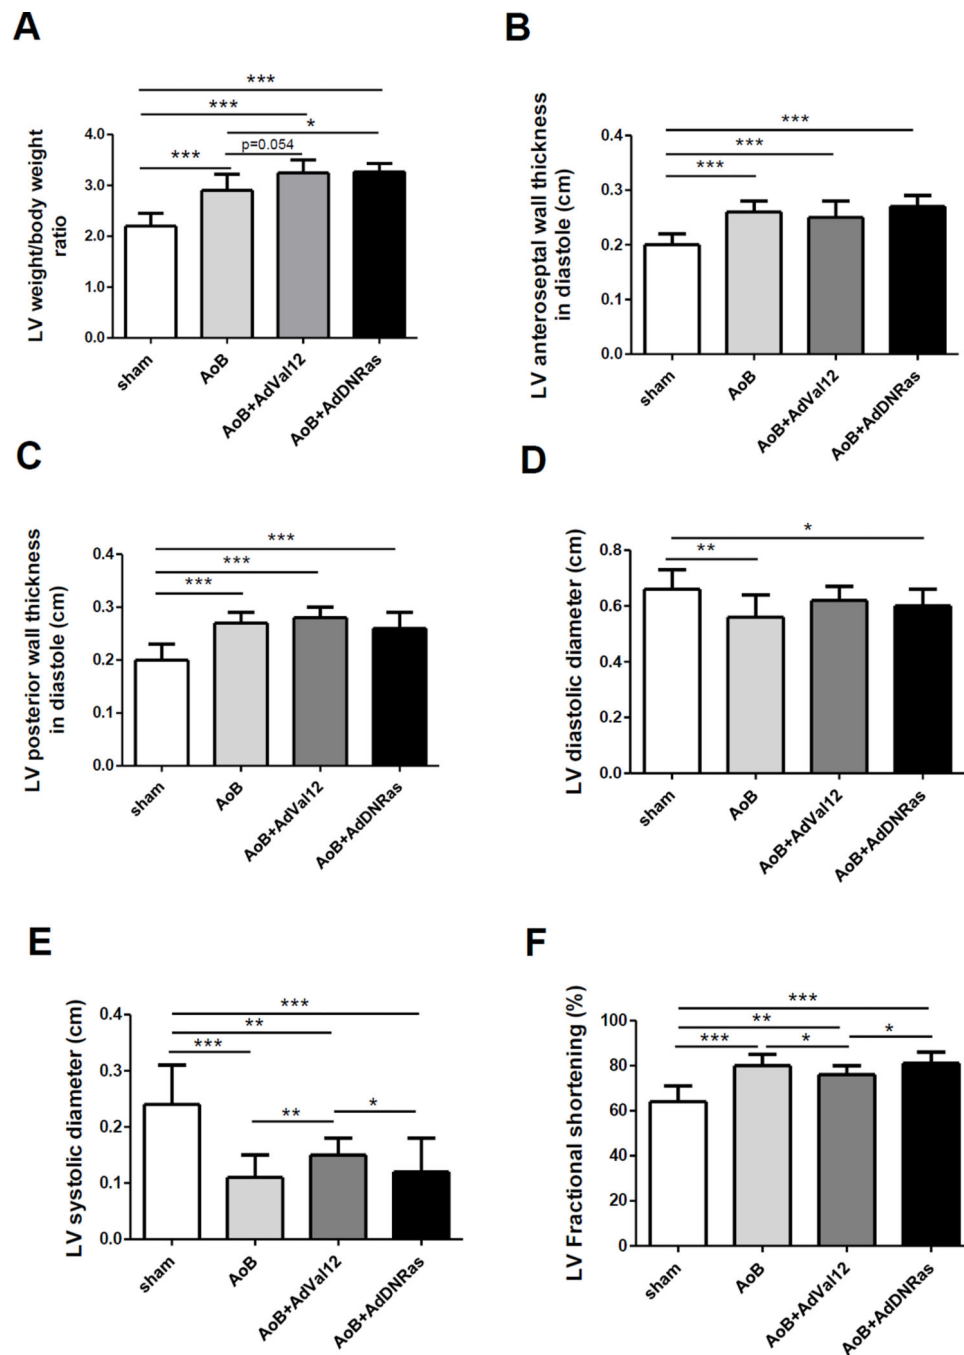 A
LV weight/body weight
ratio
4.0
3.0
2.0
1.0
0.0
***
***
*
p=0.054
***
sham
AoB
AoB+AdVal12
AoB+AdDNRas
B
LV anteroseptal wall thickness
in diastole (cm)
0.4
0.3
0.2
0.1
0.0
***
***
***
sham
AoB
AoB+AdVal12
AoB+AdDNRas
C
LV posterior wall thickness
in diastole (cm)
0.4
0.3
0.2
0.1
0.0
***
***
***
sham
AoB
AoB+AdVal12
AoB+AdDNRas
D
LV diastolic diameter (cm)
0.8
0.6
0.4
0.2
0.0
*
**
sham
AoB
AoB+AdVal12
AoB+AdDNRas
E
LV systolic diameter (cm)
0.4
0.3
0.2
0.1
0.0
***
**
***
**
*
sham
AoB
AoB+AdVal12
AoB+AdDNRas
F
LV Fractional shortening (%)
100
80
60
40
20
0
***
**
***
*
*
sham
AoB
AoB+AdVal12
AoB+AdDNRas